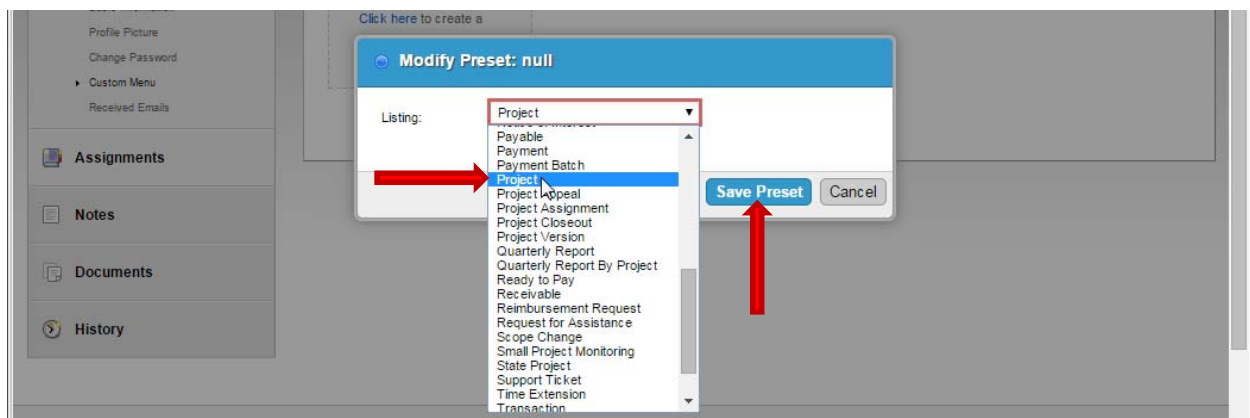 Profile Picture
Change Password
Custom Menu
Received Emails
Assignments
Notes
Documents
History
Click here to create a
Modify Preset: null
Listing:
Project
Payable
Payment
Payment Batch
Project
Project Appeal
Project Assignment
Project Closeout
Project Version
Quarterly Report
Quarterly Report By Project
Ready to Pay
Receivable
Reimbursement Request
Request for Assistance
Scope Change
Small Project Monitoring
State Project
Support Ticket
Time Extension
Transaction
Save Preset
Cancel